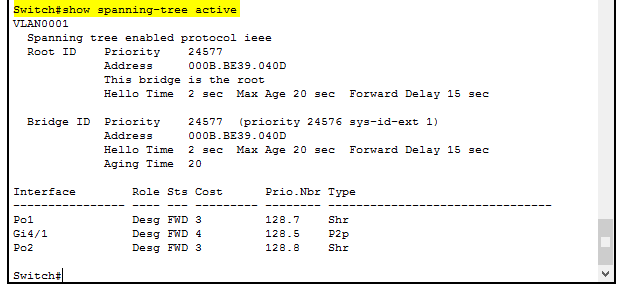 Switch#show spanning-tree active
VLAN0001
  Spanning tree enabled protocol ieee
  Root ID    Priority    24577
             Address     000B.BE39.040D
             This bridge is the root
             Hello Time  2 sec  Max Age 20 sec  Forward Delay 15 sec
  Bridge ID  Priority    24577  (priority 24576 sys-id-ext 1)
             Address     000B.BE39.040D
             Hello Time  2 sec  Max Age 20 sec  Forward Delay 15 sec
             Aging Time  20
Interface        Role Sts Cost      Prio.Nbr Type
---------------- ---- --- --------- -------- --------------------------------
Po1              Desg FWD 3         128.7    Shr
Gi4/1            Desg FWD 4         128.5    P2p
Po2              Desg FWD 3         128.8    Shr
Switch#